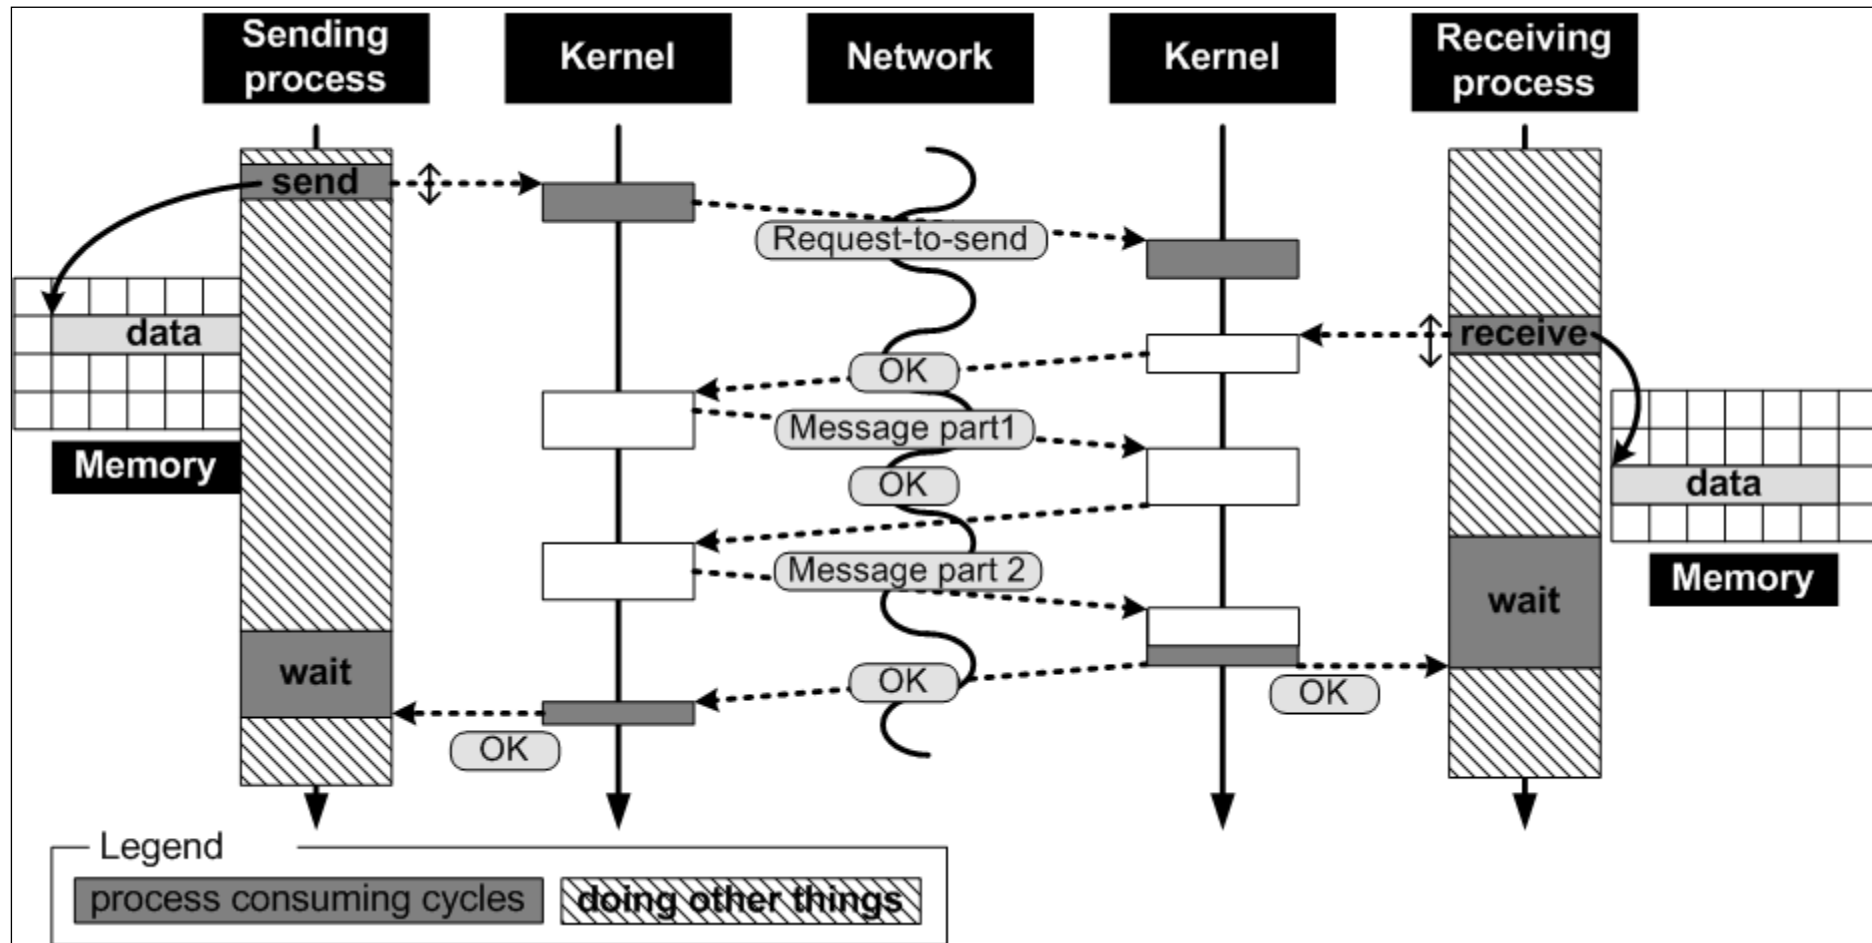 Sending
process
Kernel
Network
Kernel
Receiving
process
send
Request-to-send
data
receive
OK
Message part1
Memory
OK
data
Message part 2
Memory
wait
wait
OK
OK
OK
Legend
process consuming cycles
doing other things